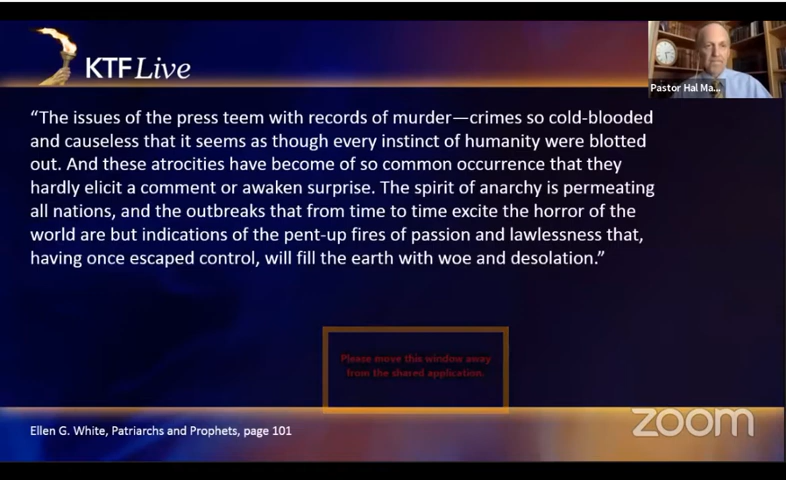 KTF Live
Pastor Hal Ma...
“The issues of the press teem with records of murder—crimes so cold-blooded
and causeless that it seems as though every instinct of humanity were blotted
out. And these atrocities have become of so common occurrence that they
hardly elicit a comment or awaken surprise. The spirit of anarchy is permeating
all nations, and the outbreaks that from time to time excite the horror of the
world are but indications of the pent-up fires of passion and lawlessness that,
having once escaped control, will fill the earth with woe and desolation.”
Please move this window away
from the shared application.
Ellen G. White, Patriarchs and Prophets, page 101
zoom